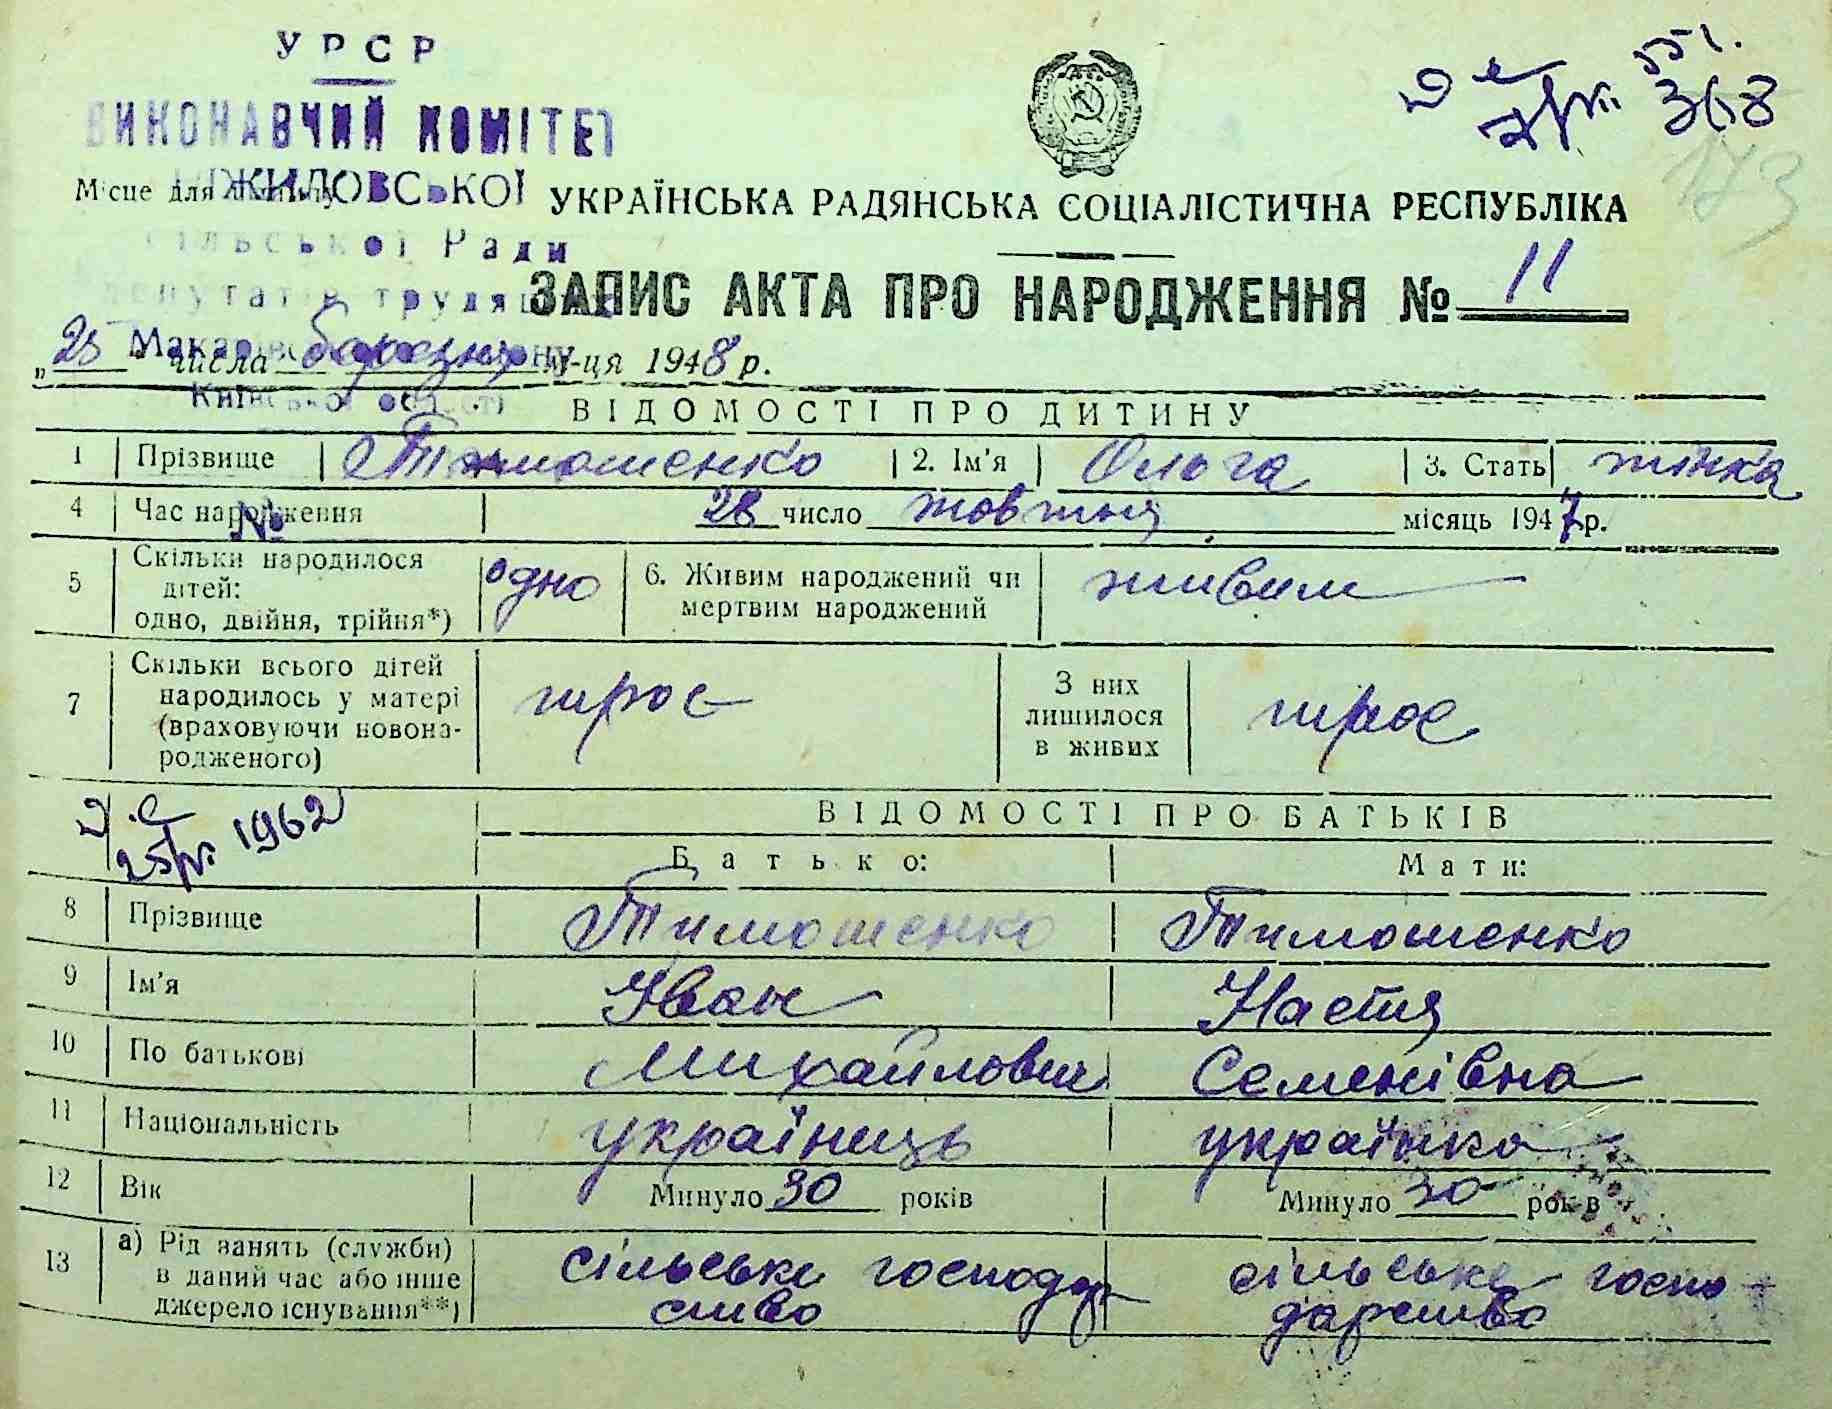 УРСР
ВИКОНАВЧИЙ КОМІТЕТ
Місце для штампу
ЖИЛОВСЬКОЇ
УКРАЇНСЬКА РАДЯНСЬКА СОЦІАЛІСТИЧНА РЕСПУБЛІКА
сільської Ради
депутатів трудящих
ЗАПИС АКТА ПРО НАРОДЖЕННЯ № 11
368
173
„25" числа березня м-ця 1948 р.
Київської області
ВІДОМОСТІ ПРО ДИТИНУ
1 Прізвище Тимошенко 2. Ім'я Ольга 3. Стать жінка
4 Час народження 28 число жовтня місяць 1947 р.
№
5 Скільки народилося дітей: одно, двійня, трійня*) одно 6. Живим народжений чи мертвим народжений живим
7 Скільки всього дітей народилось у матері (враховуючи новонародженого) троє З них лишилося в живих троє
1962
ВІДОМОСТІ ПРО БАТЬКІВ
Батько: Мати:
8 Прізвище Тимошенко Тимошенко
9 Ім'я Іван Настя
10 По батькові Михайлович Семенівна
11 Національність українець українка
12 Вік Минуло 30 років Минуло 30 років
13 а) Рід занять (служби) в даний час або інше джерело існування**) сільське господарство сільське господарство